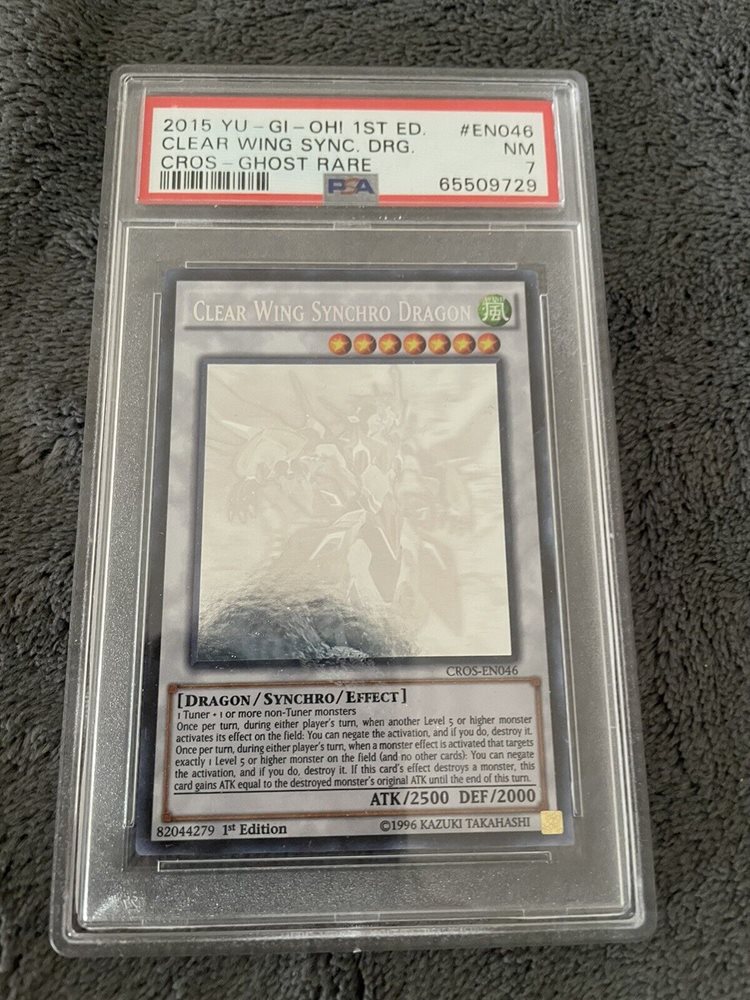 2015 YU-GI-OH! 1ST ED. #EN046
CLEAR WING SYNC. DRG. NM
CROS-GHOST RARE 7
PSA 65509729
CLEAR WING SYNCHRO DRAGON
WIND
風
CROS-EN046
[DRAGON/SYNCHRO/EFFECT]
1 Tuner + 1 or more non-Tuner monsters
Once per turn, during either player's turn, when another Level 5 or higher monster
activates its effect on the field: You can negate the activation, and if you do, destroy it.
Once per turn, during either player's turn, when a monster effect is activated that targets
exactly 1 Level 5 or higher monster on the field (and no other cards): You can negate
the activation, and if you do, destroy it. If this card's effect destroys a monster, this
card gains ATK equal to the destroyed monster's original ATK until the end of this turn.
ATK/2500 DEF/2000
82044279 1st Edition ©1996 KAZUKI TAKAHASHI